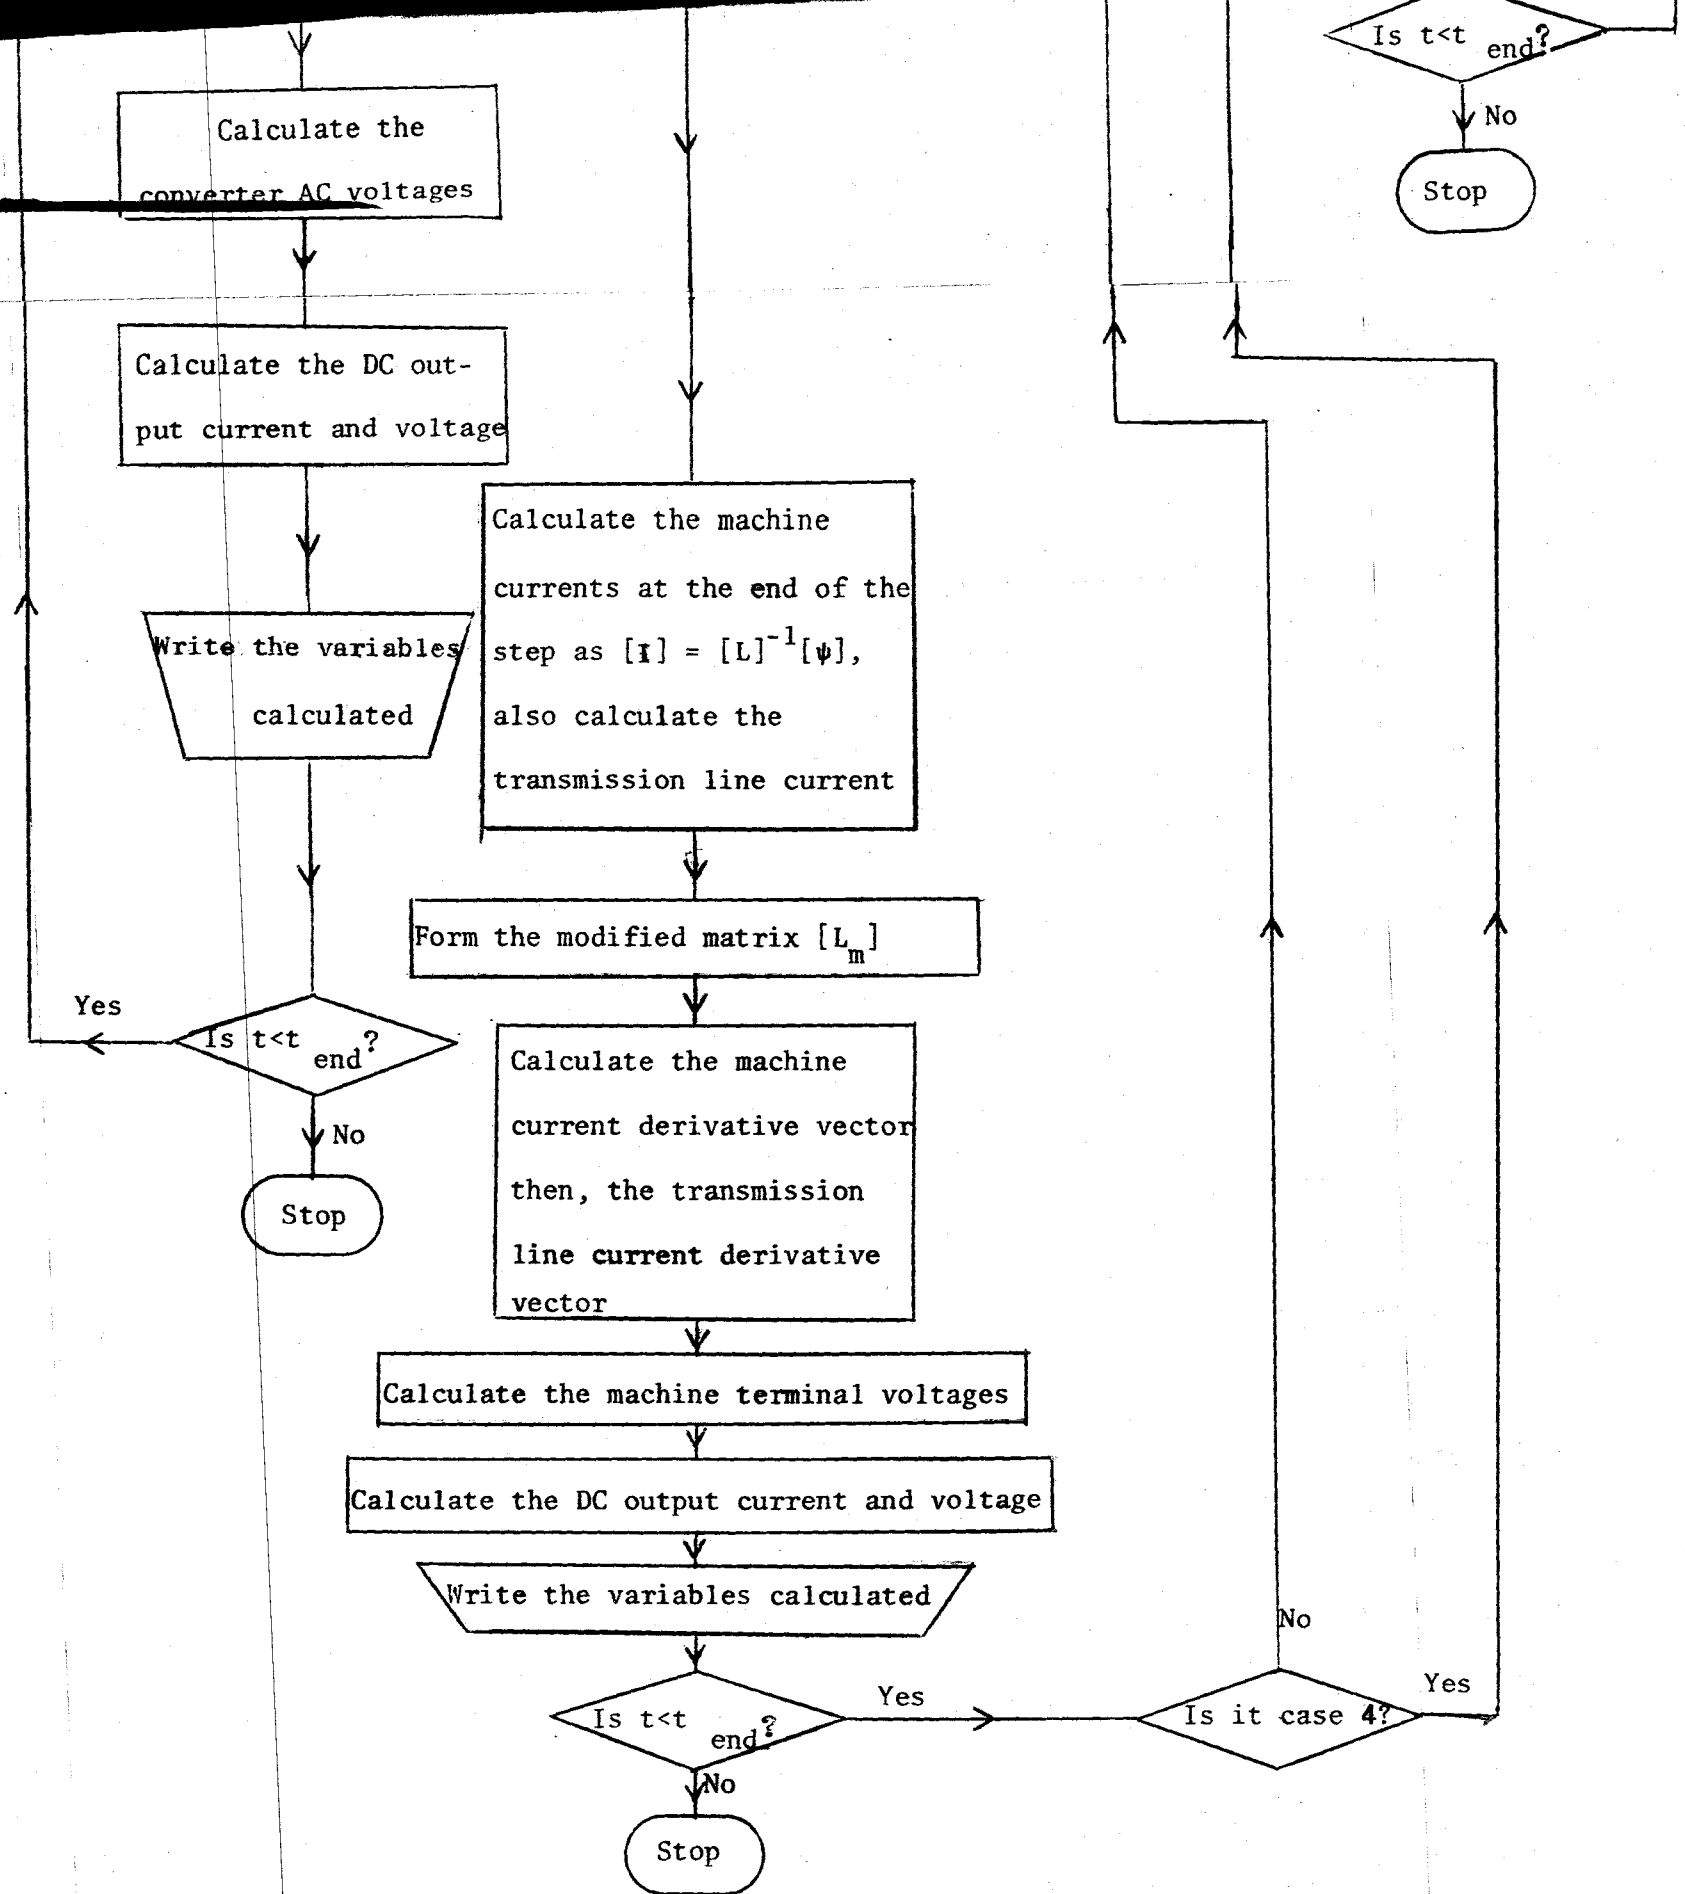 Calculate the
converter AC voltages
Calculate the DC out-
put current and voltage
Write the variables
calculated
Is t<t end?
Yes
No
Stop
Calculate the machine
currents at the end of the
step as [I] = [L]⁻¹[ψ],
also calculate the
transmission line current
Form the modified matrix [Lm]
Calculate the machine
current derivative vector
then, the transmission
line current derivative
vector
Calculate the machine terminal voltages
Calculate the DC output current and voltage
Write the variables calculated
Is t<t end?
Yes
No
Stop
Is it case 4?
No
Yes
Is t<t end?
No
Stop